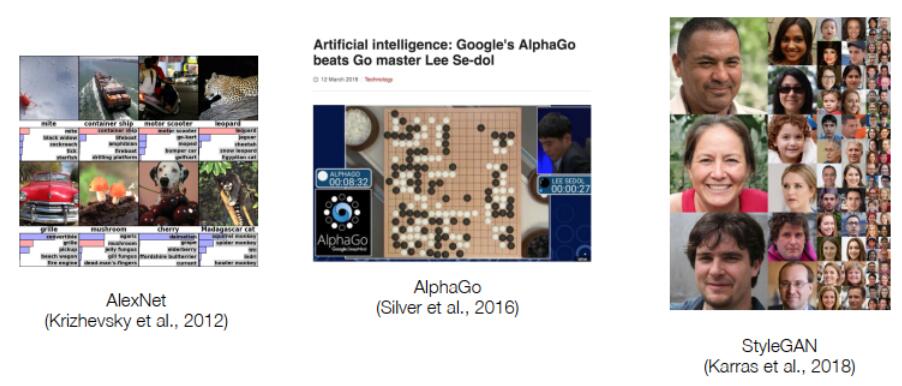 Artificial intelligence: Google's AlphaGo
beats Go master Lee Se-dol
12 March 2016 Technology
mite
container ship
motor scooter
leopard
mite
black widow
cockroach
tick
starfish
container ship
lifeboat
amphibian
fireboat
drilling platform
motor scooter
go-kart
moped
bumper car
golfcart
leopard
jaguar
cheetah
snow leopard
Egyptian cat
grille
mushroom
cherry
Madagascar cat
convertible
grille
pickup
beach wagon
fire engine
agaric
mushroom
jelly fungus
gill fungus
dead-man's-fingers
dalmatian
grape
elderberry
ffordshire bullterrier
currant
squirrel monkey
spider monkey
titi
indri
howler monkey
ALPHAGO
00:08:32
LEE SEDOL
00:00:27
AlphaGo
Google DeepMind
AlexNet
(Krizhevsky et al., 2012)
AlphaGo
(Silver et al., 2016)
StyleGAN
(Karras et al., 2018)